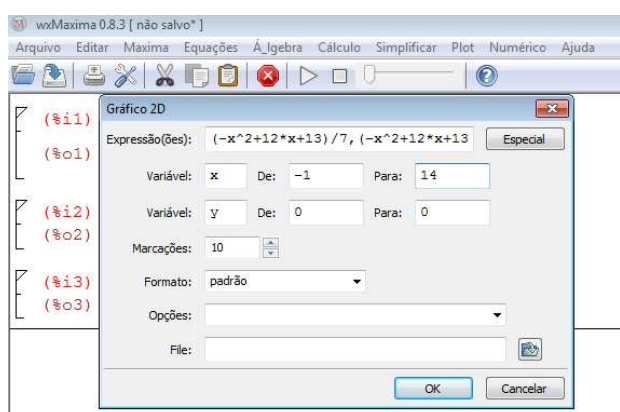 wxMaxima 0.8.3 [ não salvo* ]
Arquivo Editar Maxima Equações Á_lgebra Cálculo Simplificar Plot Numérico Ajuda
Gráfico 2D
(%i1)
Expressão(ões): (-x^2+12*x+13)/7,(-x^2+12*x+13 Especial
(%o1)
Variável: x De: -1 Para: 14
(%i2)
Variável: y De: 0 Para: 0
(%o2)
Marcações: 10
(%i3)
Formato: padrão
(%o3)
Opções:
File:
OK Cancelar